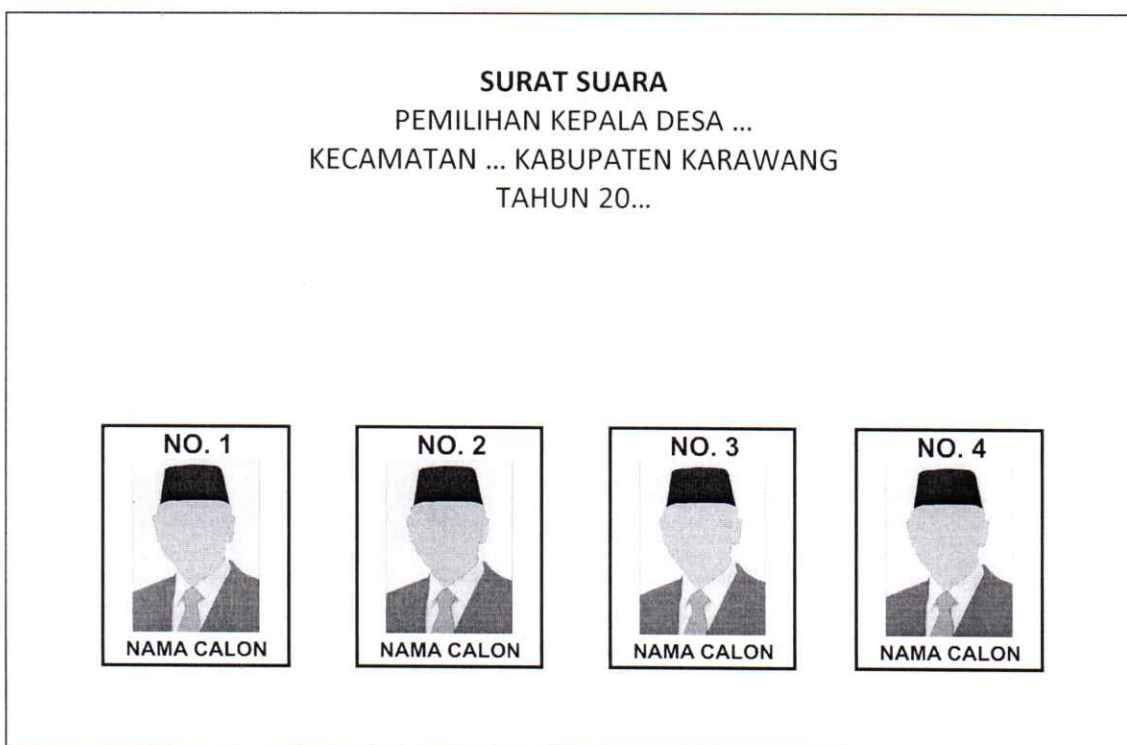 SURAT SUARA
PEMILIHAN KEPALA DESA ...
KECAMATAN ... KABUPATEN KARAWANG
TAHUN 20...
NO. 1
NAMA CALON
NO. 2
NAMA CALON
NO. 3
NAMA CALON
NO. 4
NAMA CALON